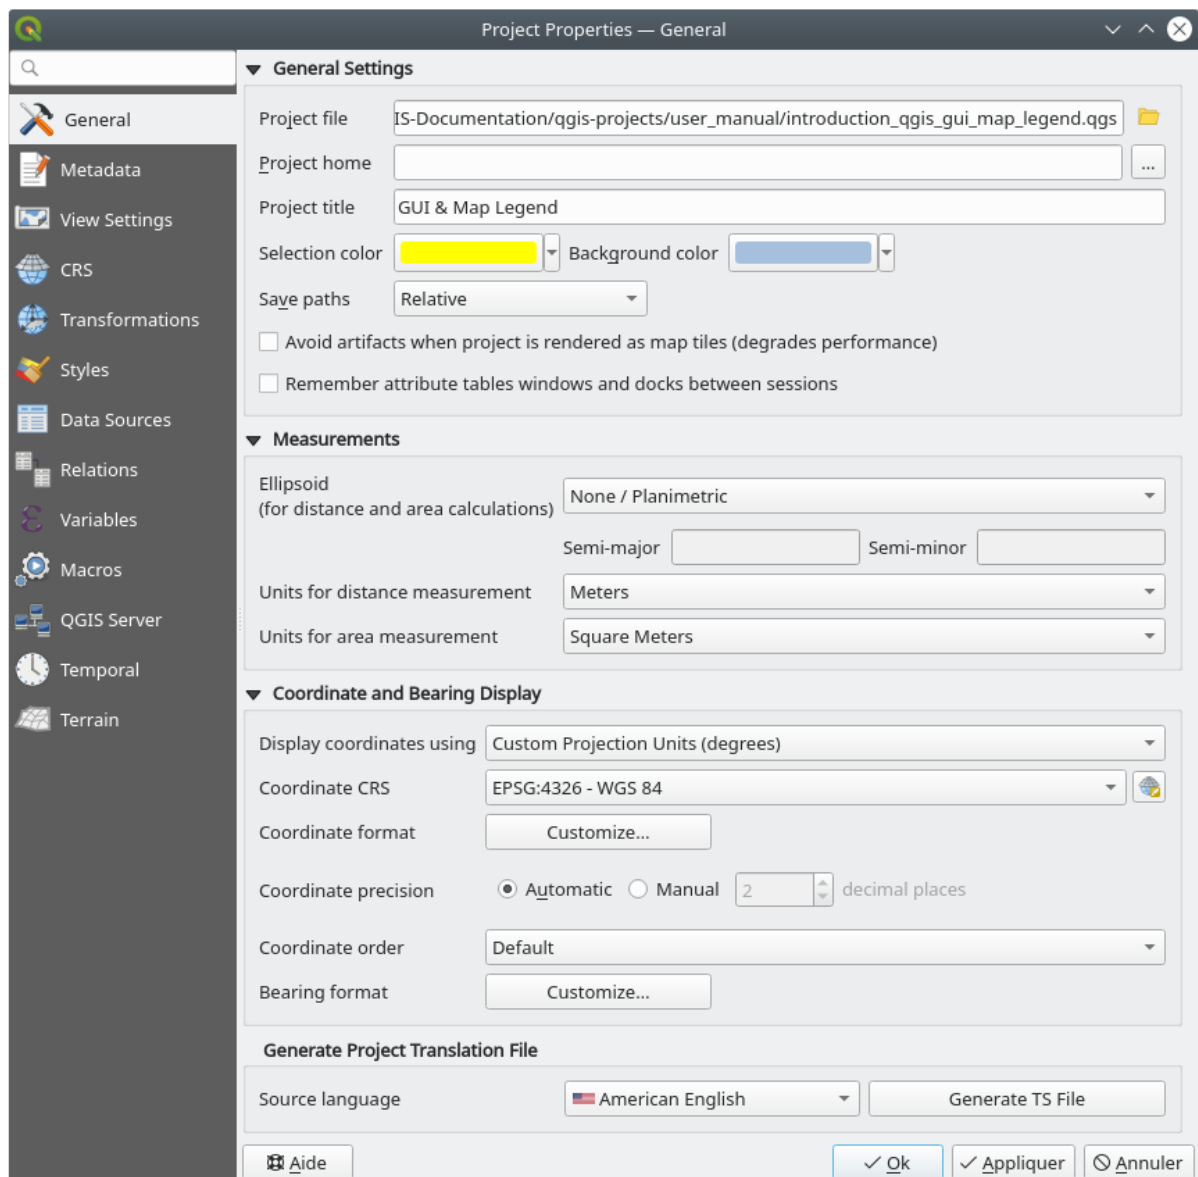 Project Properties — General
General Settings
General
Project file IS-Documentation/qgis-projects/user_manual/introduction_qgis_gui_map_legend.qgs
Metadata
Project home ...
View Settings
Project title GUI & Map Legend
CRS
Selection color Background color
Transformations
Save paths Relative
Avoid artifacts when project is rendered as map tiles (degrades performance)
Styles
Remember attribute tables windows and docks between sessions
Data Sources
Measurements
Relations
Ellipsoid
(for distance and area calculations) None / Planimetric
Variables
Semi-major Semi-minor
Macros
Units for distance measurement Meters
QGIS Server
Units for area measurement Square Meters
Temporal
Coordinate and Bearing Display
Terrain
Display coordinates using Custom Projection Units (degrees)
Coordinate CRS EPSG:4326 - WGS 84
Coordinate format Customize...
Coordinate precision Automatic Manual 2 decimal places
Coordinate order Default
Bearing format Customize...
Generate Project Translation File
Source language American English Generate TS File
Aide Ok Appliquer Annuler